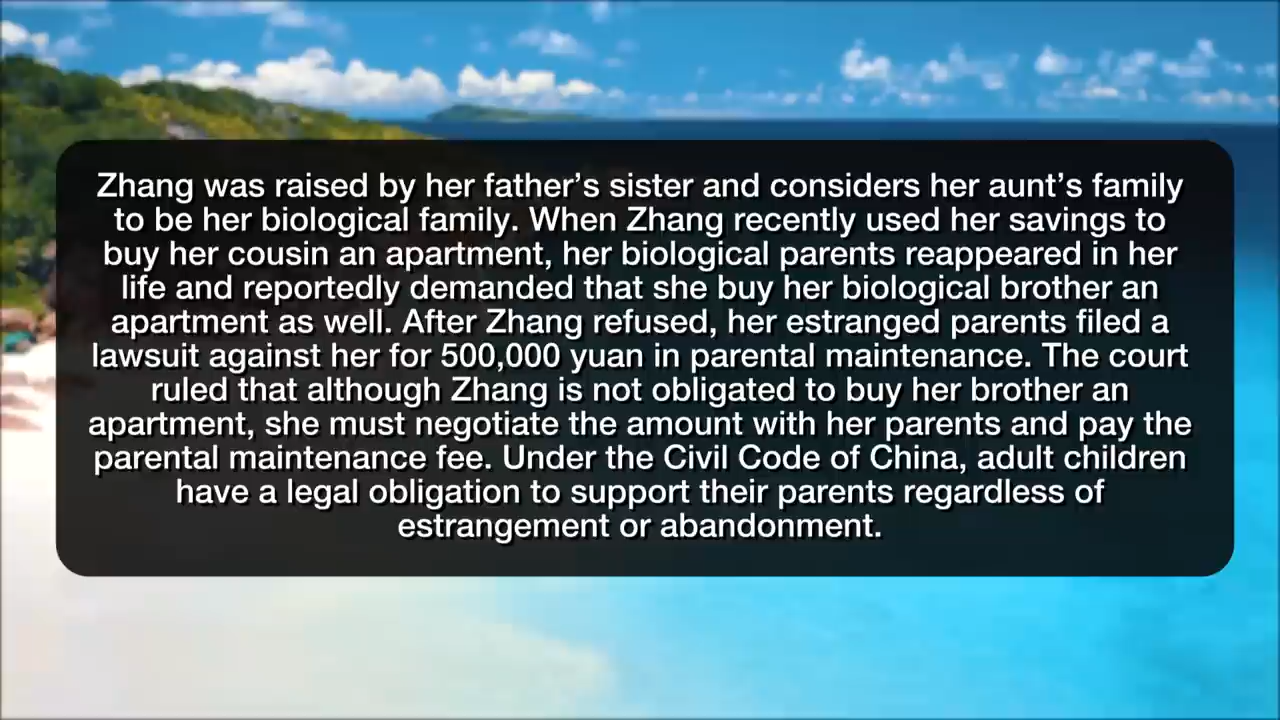 Zhang was raised by her father’s sister and considers her aunt’s family
to be her biological family. When Zhang recently used her savings to
buy her cousin an apartment, her biological parents reappeared in her
life and reportedly demanded that she buy her biological brother an
apartment as well. After Zhang refused, her estranged parents filed a
lawsuit against her for 500,000 yuan in parental maintenance. The court
ruled that although Zhang is not obligated to buy her brother an
apartment, she must negotiate the amount with her parents and pay the
parental maintenance fee. Under the Civil Code of China, adult children
have a legal obligation to support their parents regardless of
estrangement or abandonment.